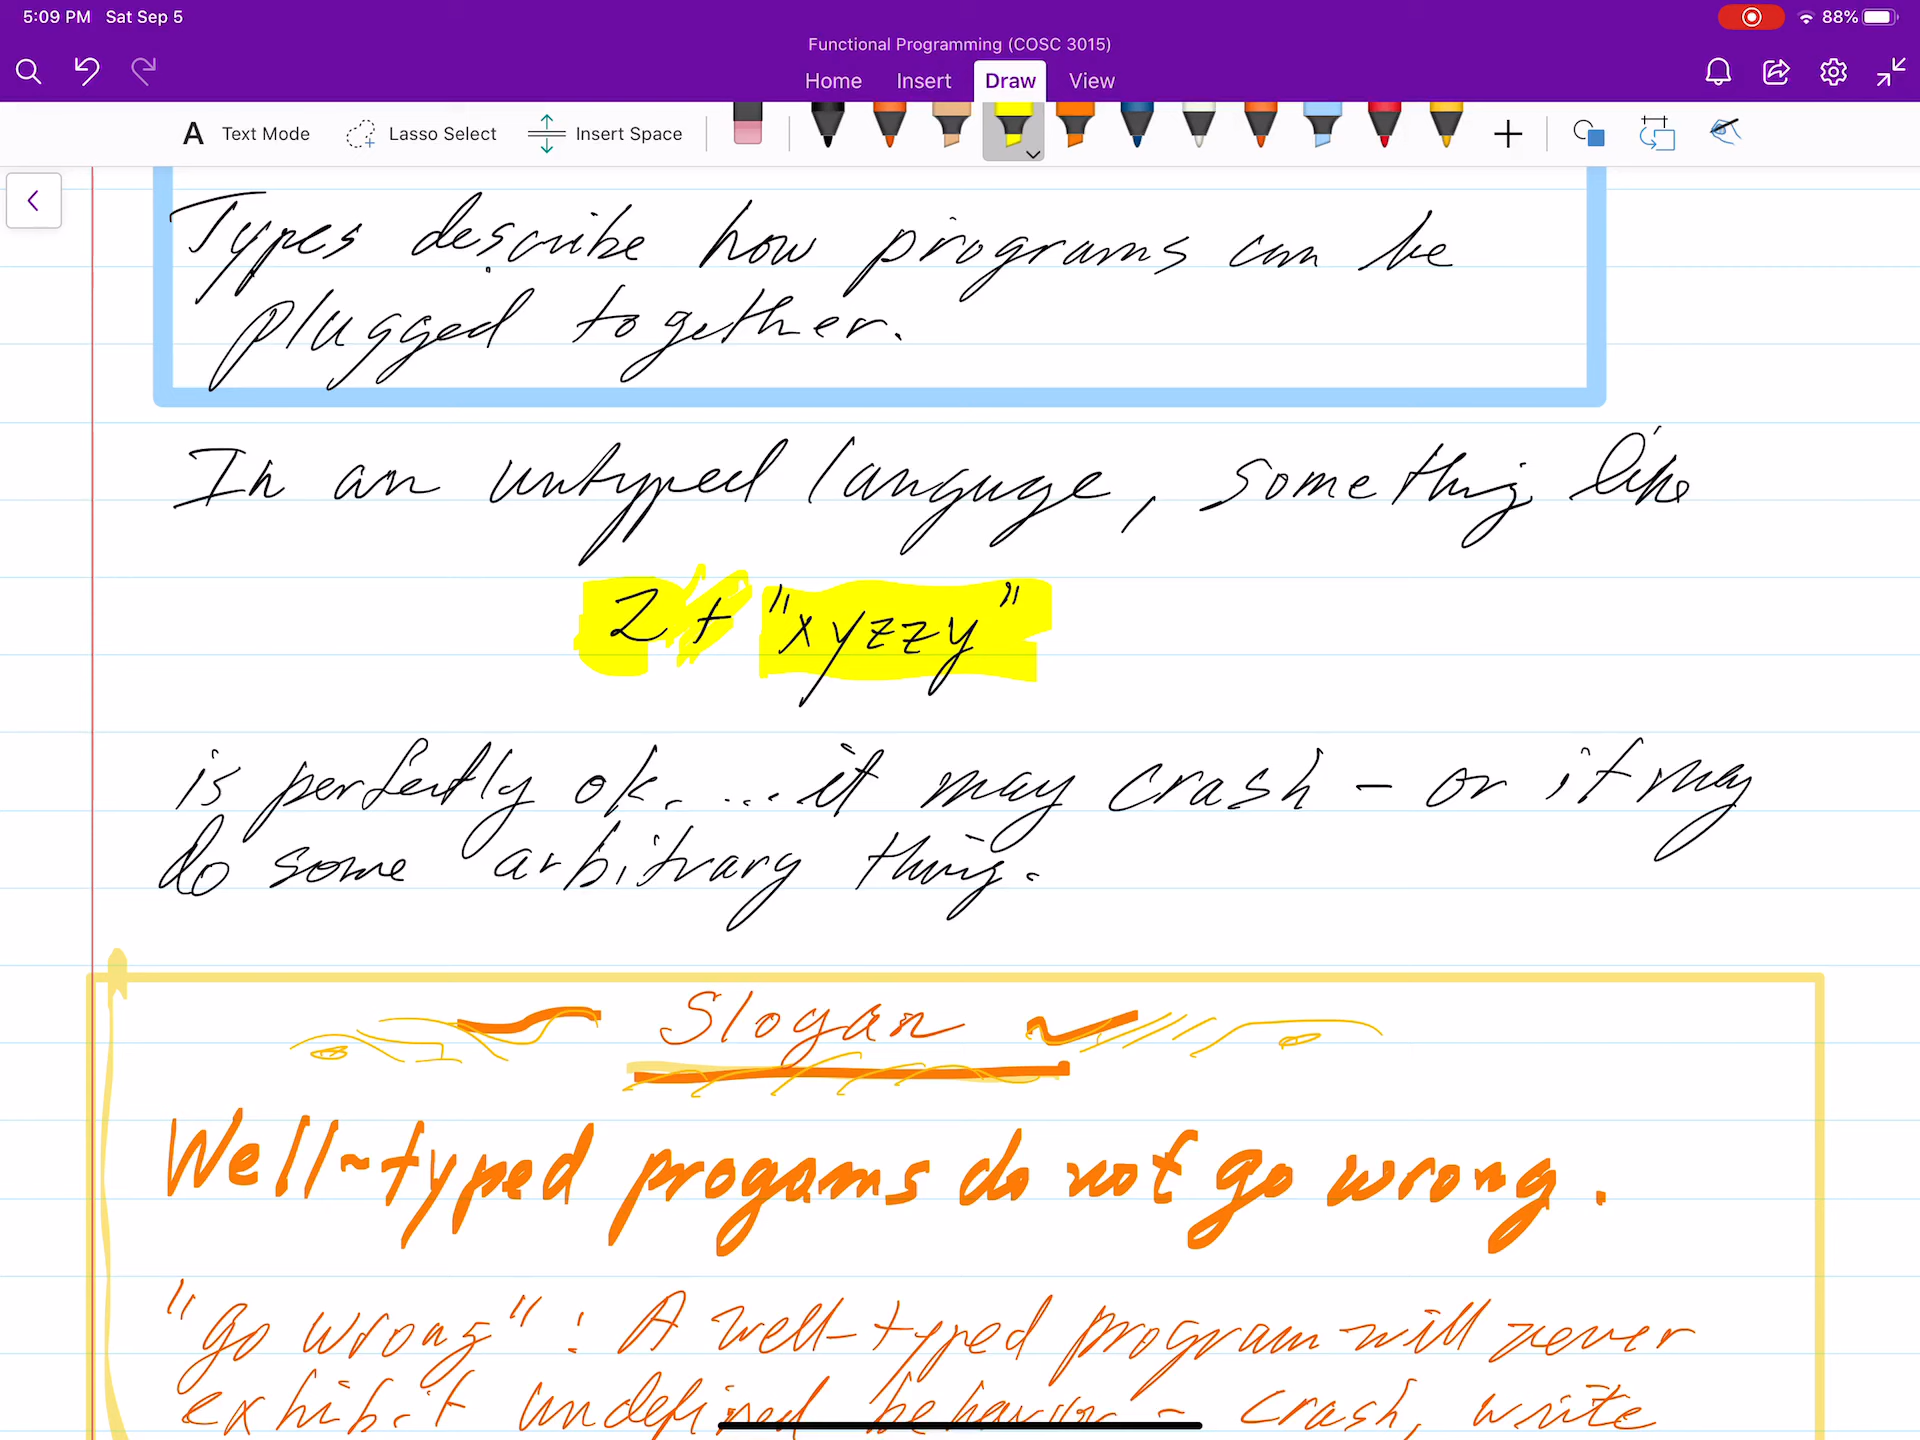 5:09 PM Sat Sep 5
88%
Functional Programming (COSC 3015)
Home Insert Draw View
A Text Mode Lasso Select Insert Space
Types describe how programs can be
plugged together.
In an untyped languge, something like
2 + "xyzzy"
is perfectly ok. ... it may crash - or it may
do some arbitrary thing.
Slogan
Well-typed progams do not go wrong.
"go wrong" : A well-typed program will never
exhibit undefined behavior - crash, write